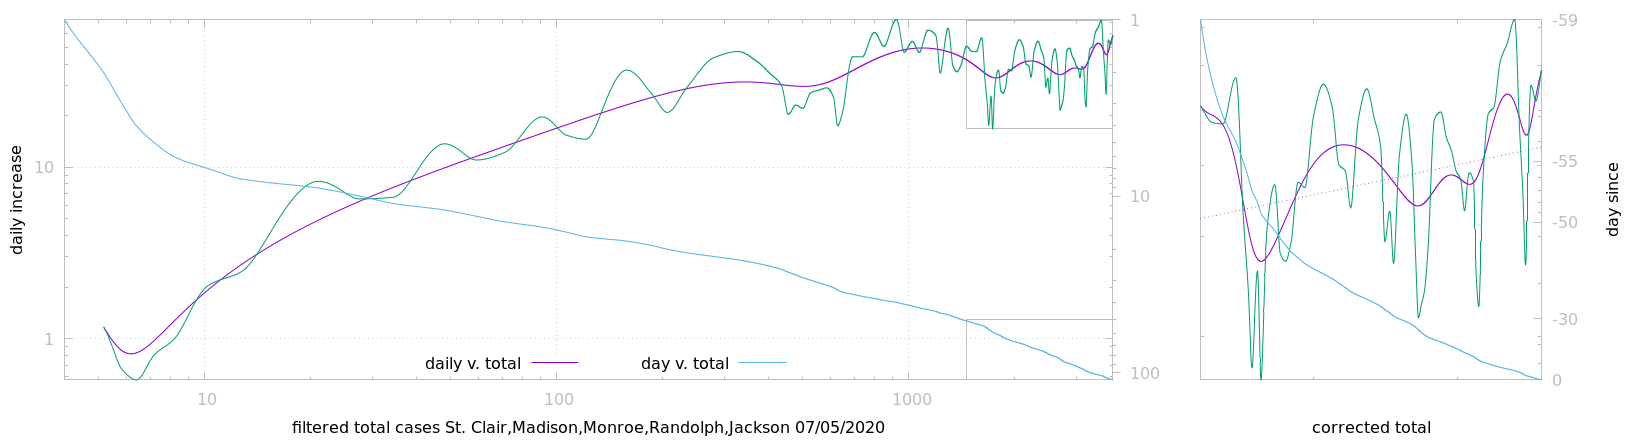 daily increase
10
1
daily v. total
day v. total
10
100
1000
1
10
100
filtered total cases St. Clair,Madison,Monroe,Randolph,Jackson 07/05/2020
-59
-55
-50
-30
0
day since
corrected total